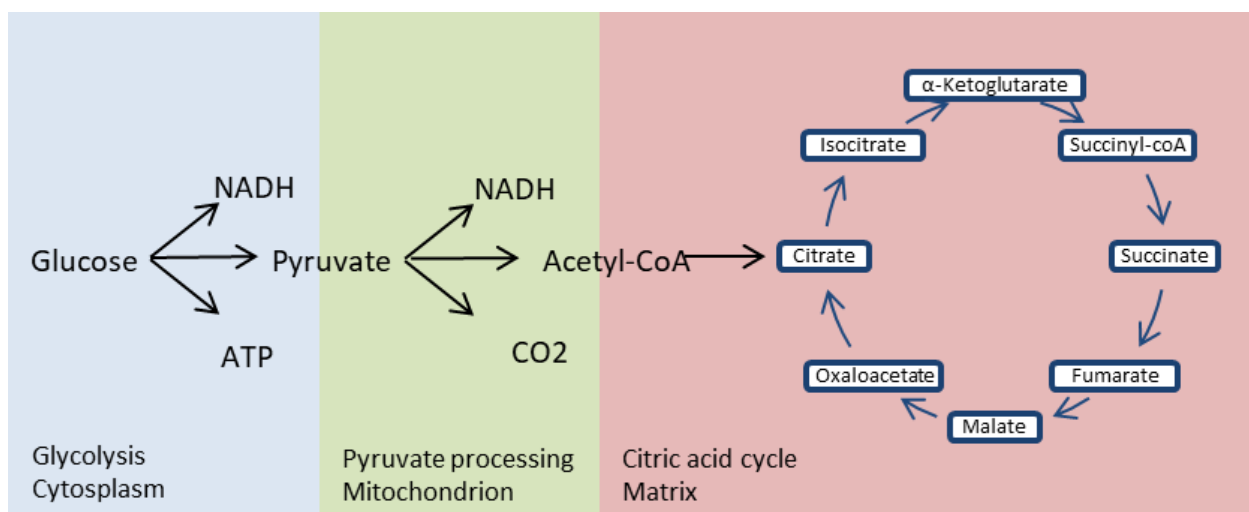 NADH
Glucose
Pyruvate
ATP
Glycolysis
Cytosplasm
NADH
Acetyl-CoA
CO2
Pyruvate processing
Mitochondrion
α-Ketoglutarate
Isocitrate
Succinyl-coA
Citrate
Succinate
Oxaloacetate
Fumarate
Malate
Citric acid cycle
Matrix